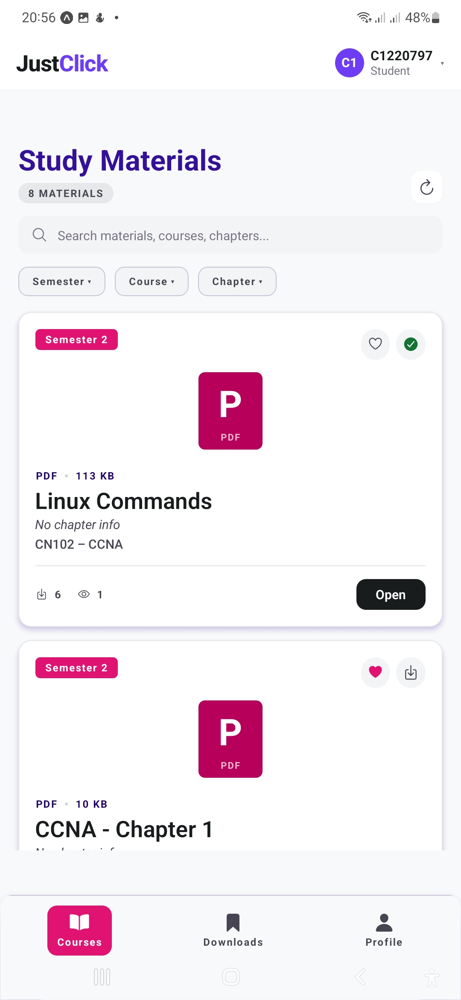 20:56
48%
JustClick
C1
C1220797
Student
Study Materials
8 MATERIALS
Search materials, courses, chapters...
Semester ▾
Course ▾
Chapter ▾
Semester 2
P
PDF
PDF • 113 KB
Linux Commands
No chapter info
CN102 – CCNA
6
1
Open
Semester 2
P
PDF
PDF • 10 KB
CCNA - Chapter 1
Courses
Downloads
Profile